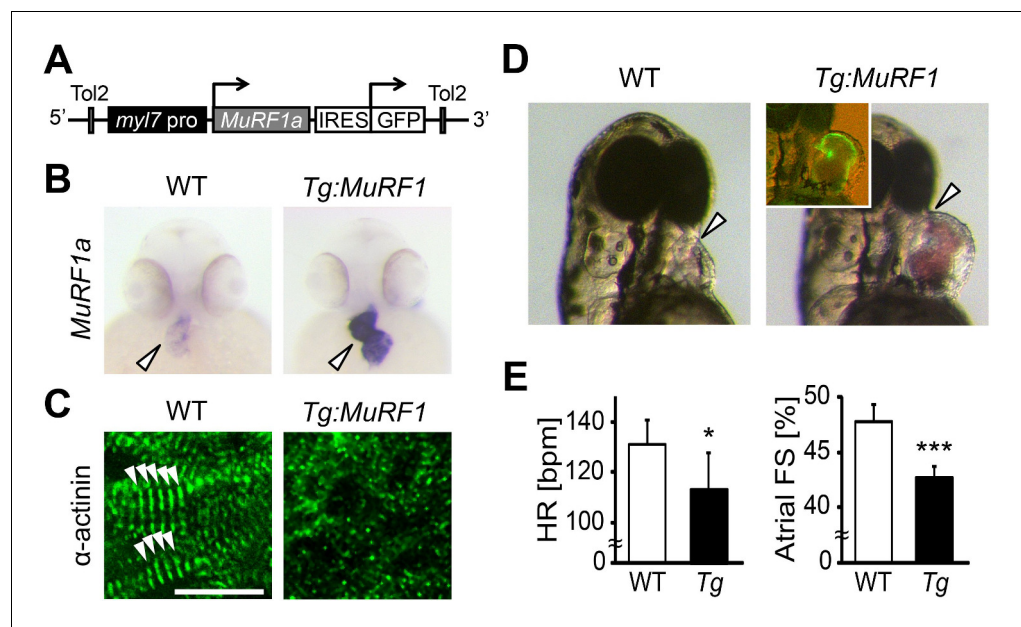 A
Tol2 Tol2
5' myl7 pro MuRF1a IRES GFP 3'
B
WT Tg:MuRF1
MuRF1a
C
WT Tg:MuRF1
α-actinin
D
WT Tg:MuRF1
E
HR [bpm]
140
120
100
0
*
WT Tg
Atrial FS [%]
50
45
40
0
***
WT Tg